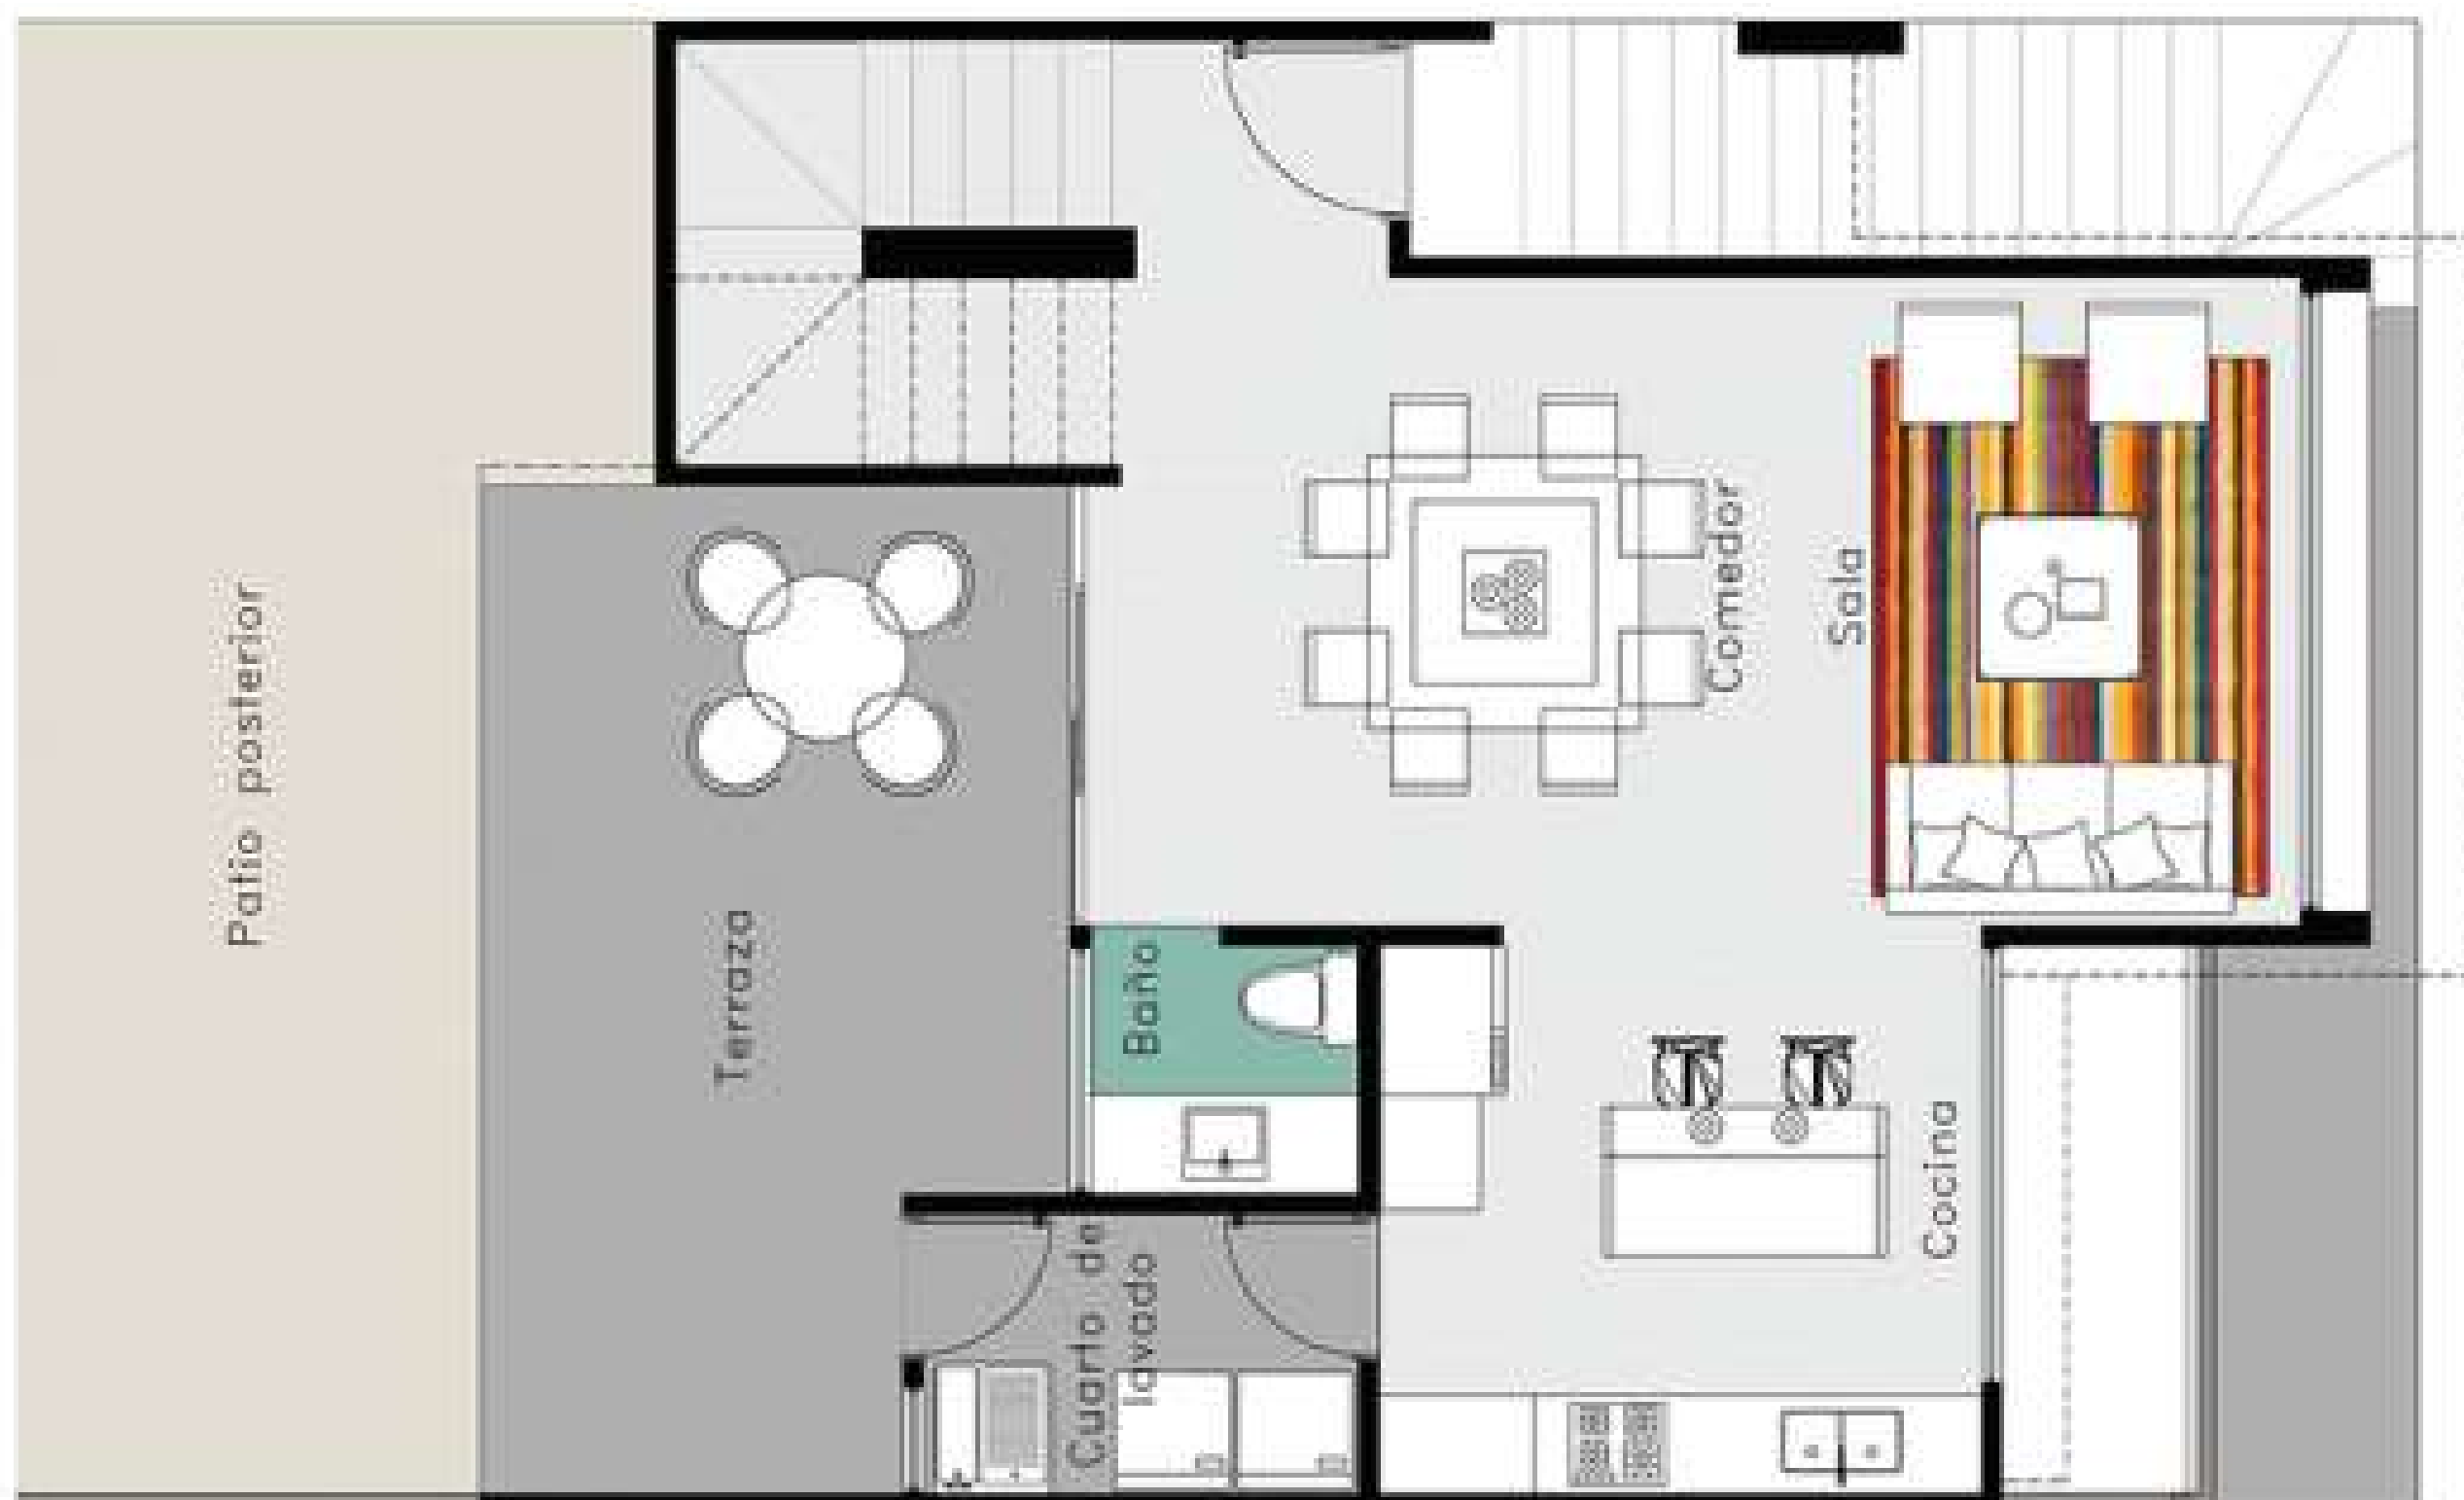 Patio posterior
Terraza
Baño
Cuarto de
lavado
Comedor
Sala
Cocina